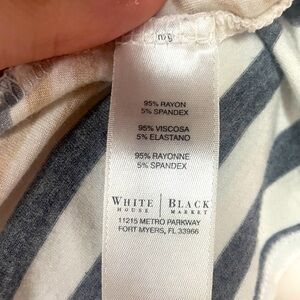 95% RAYON
5% SPANDEX
95% VISCOSA
5% ELASTANO
95% RAYONNE
5% SPANDEX
WHITE | BLACK
HOUSE | MARKET
11215 METRO PARKWAY
FORT MYERS, FL 33966